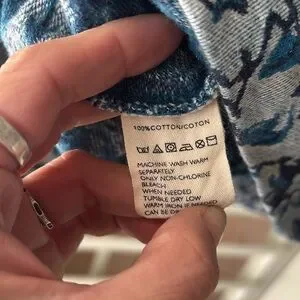 100% COTTON/COTON
MACHINE WASH WARM
SEPARATELY
ONLY NON-CHLORINE
BLEACH
WHEN NEEDED
TUMBLE DRY LOW
WARM IRON IF NEEDED
CAN BE DR